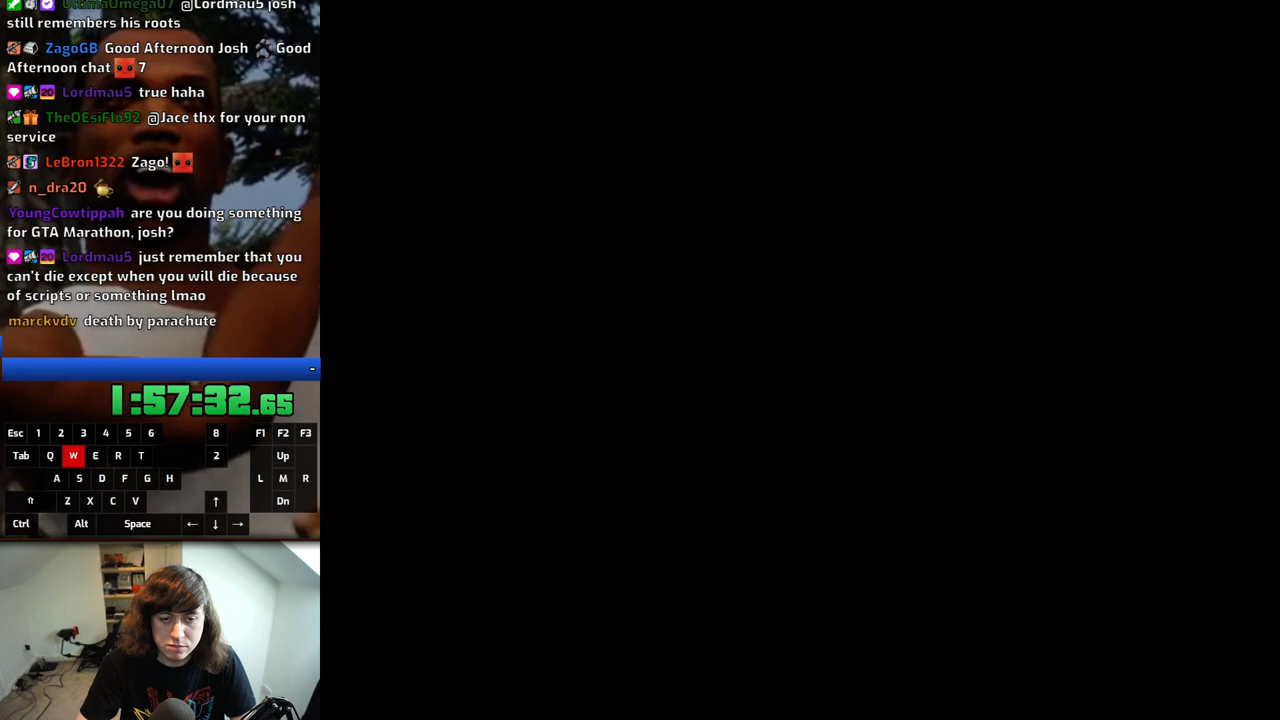 UltimaOmega07 @Lordmau5 josh
still remembers his roots
ZagoGB Good Afternoon Josh Good
Afternoon chat 7
20 Lordmau5 true haha
TheOEsiFlo92 @Jace thx for your non
service
LeBron1322 Zago!
n_dra20
YoungCowtippah are you doing something
for GTA Marathon, josh?
20 Lordmau5 just remember that you
can't die except when you will die because
of scripts or something lmao
marckvdv death by parachute
-
1:57:32.65
Esc 1 2 3 4 5 6 8 F1 F2 F3
Tab Q W E R T 2 Up
A S D F G H L M R
⇧ Z X C V ↑ Dn
Ctrl Alt Space ← ↓ →